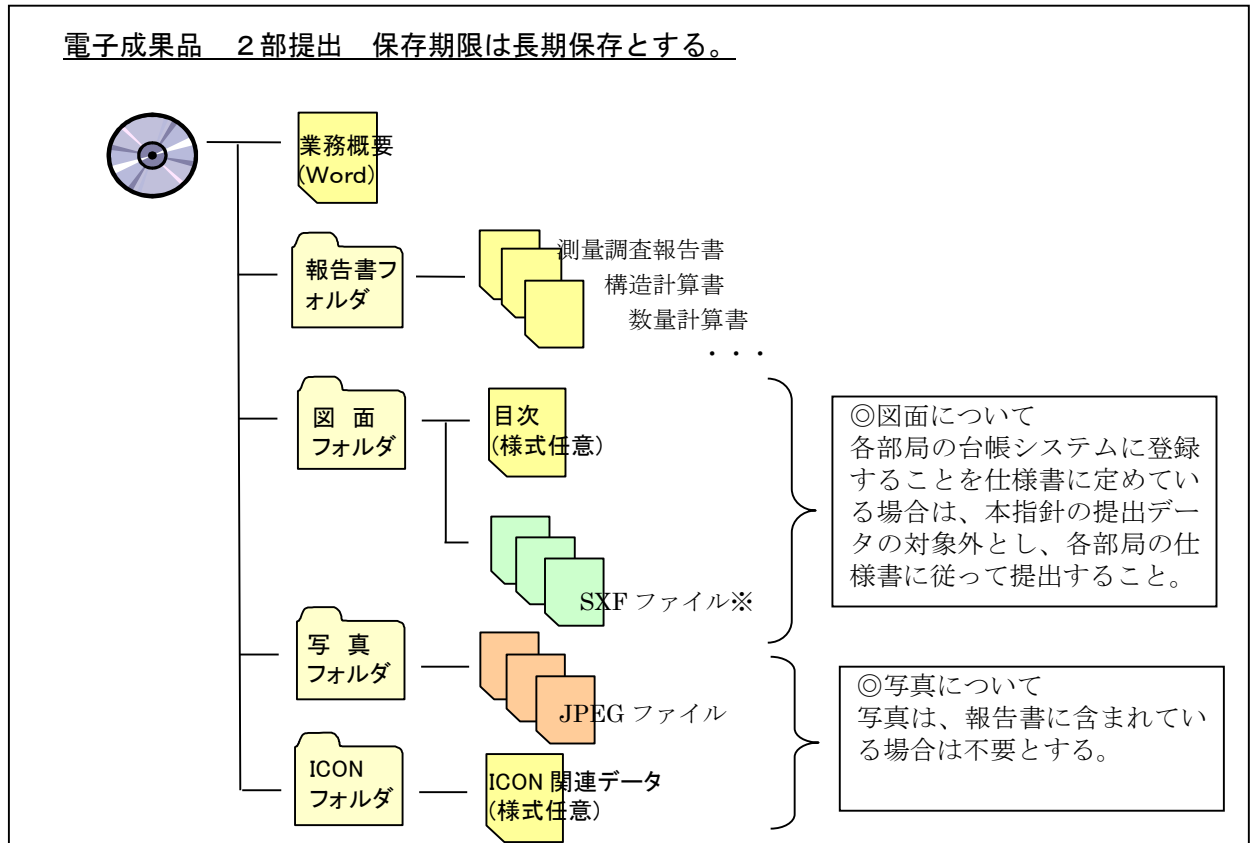 電子成果品　２部提出　保存期限は長期保存とする。
業務概要
(Word)
報告書フ
ォルダ
測量調査報告書
構造計算書
数量計算書
・・・
図 面
フォルダ
目次
(様式任意)
SXF ファイル※
◎図面について
各部局の台帳システムに登録
することを仕様書に定めてい
る場合は、本指針の提出デー
タの対象外とし、各部局の仕
様書に従って提出すること。
写 真
フォルダ
JPEG ファイル
◎写真について
写真は、報告書に含まれてい
る場合は不要とする。
ICON
フォルダ
ICON 関連データ
(様式任意)